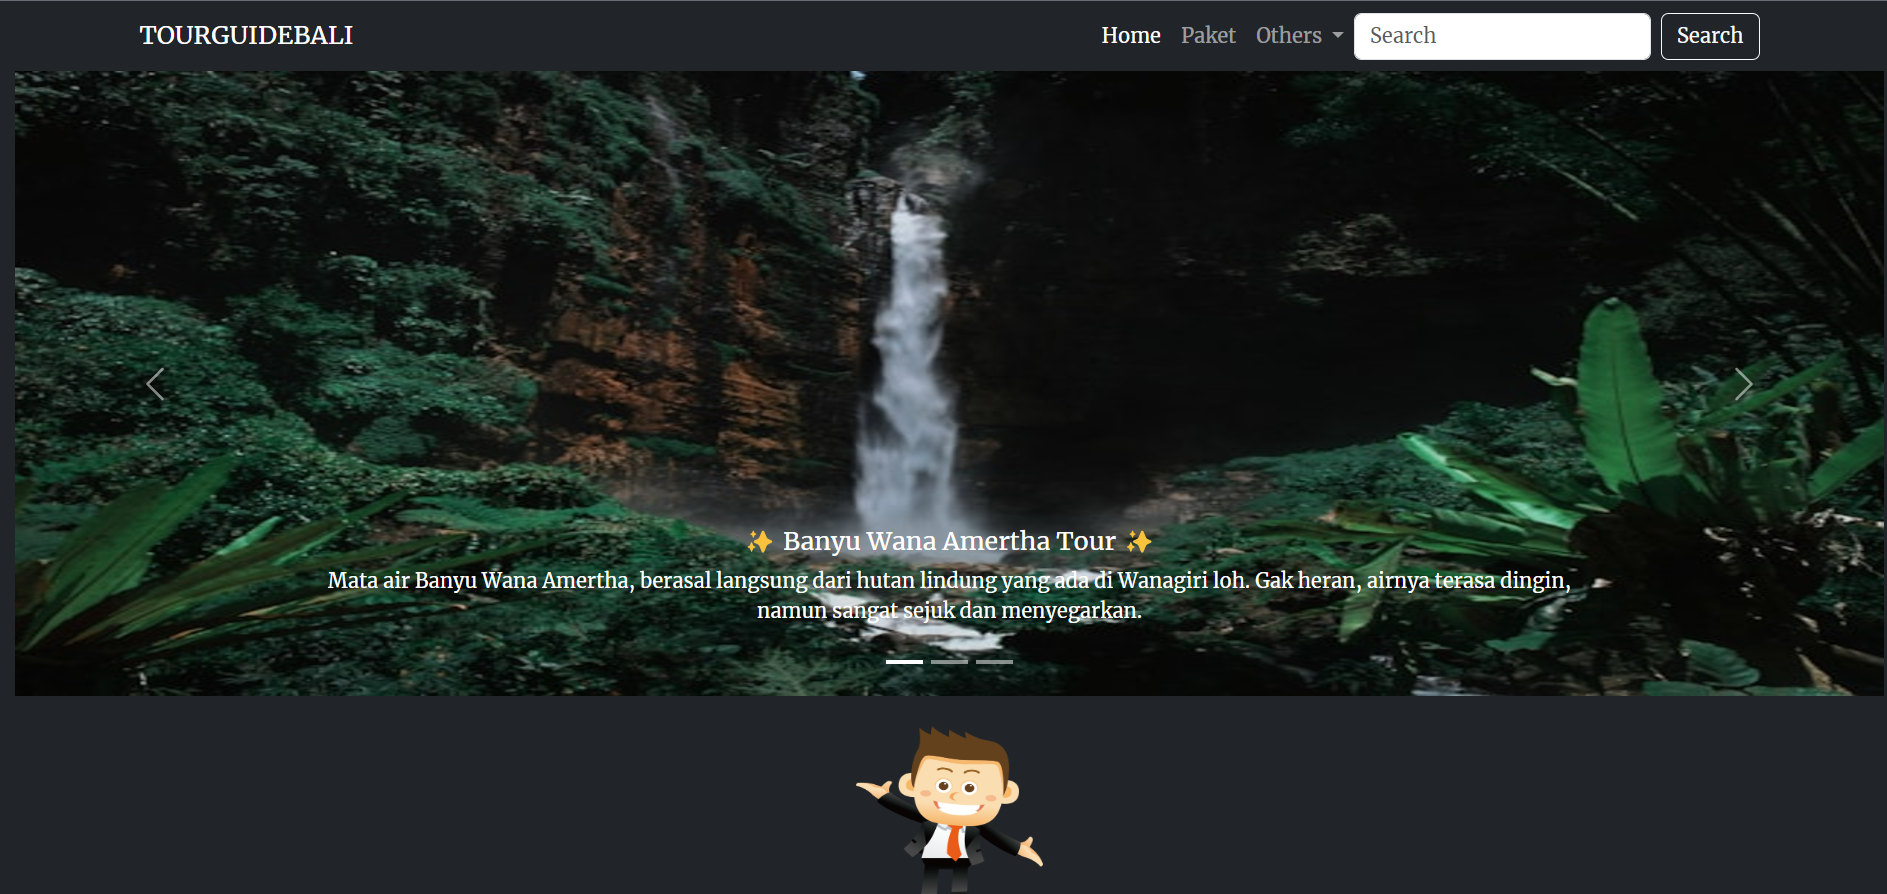 TOURGUIDEBALI
Home Paket Others Search Search
✨ Banyu Wana Amertha Tour ✨
Mata air Banyu Wana Amertha, berasal langsung dari hutan lindung yang ada di Wanagiri loh. Gak heran, airnya terasa dingin,
namun sangat sejuk dan menyegarkan.